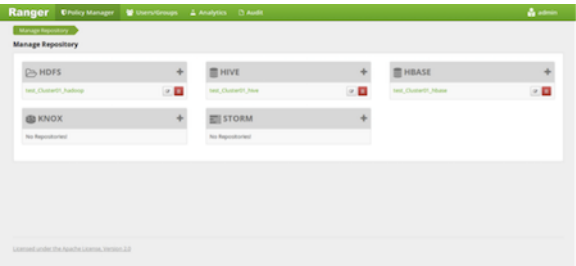 Ranger Policy Manager Users/Groups Analytics Audit admin
Manage Repository
Manage Repository
HDFS + HIVE + HBASE +
test_Cluster01_hadoop test_Cluster01_hive test_Cluster01_hbase
KNOX + STORM +
No Repositories! No Repositories!
Licensed under the Apache License, Version 2.0